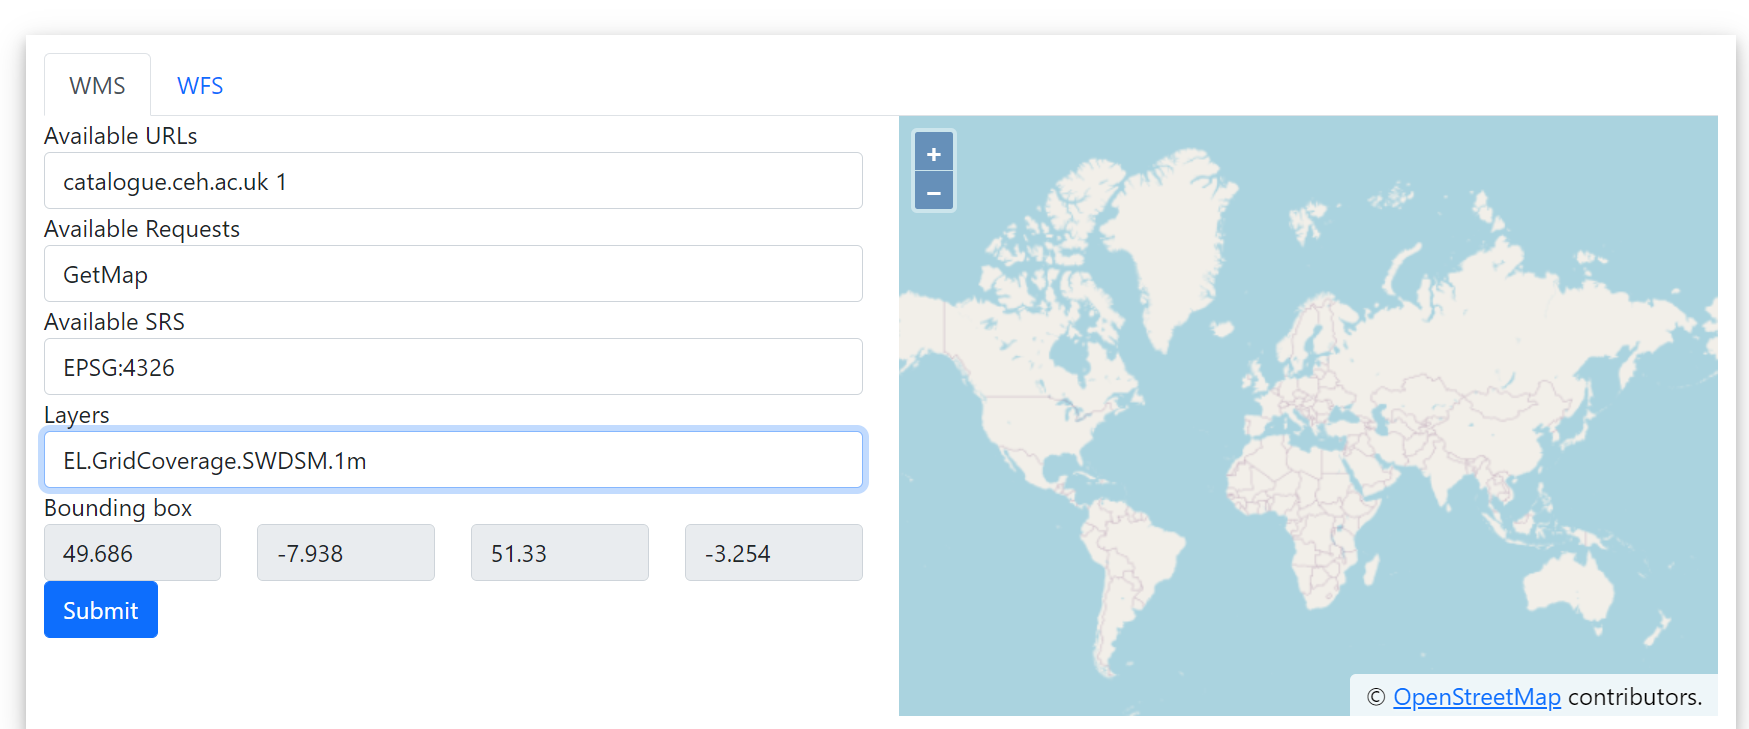 WMS WFS
Available URLs
catalogue.ceh.ac.uk 1
Available Requests
GetMap
Available SRS
EPSG:4326
Layers
EL.GridCoverage.SWDSM.1m
Bounding box
49.686 -7.938 51.33 -3.254
Submit
+
−
© OpenStreetMap contributors.